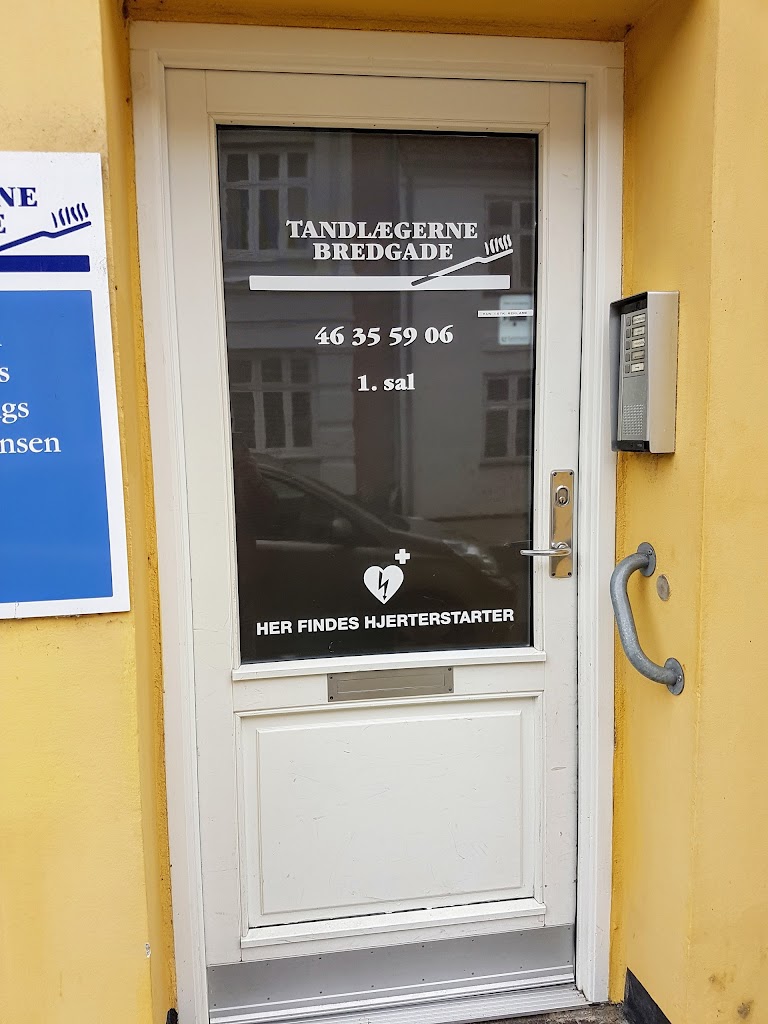 NE
E
s
gs
nsen
TANDLÆGERNE
BREDGADE
46 35 59 06
1. sal
HER FINDES HJERTERSTARTER